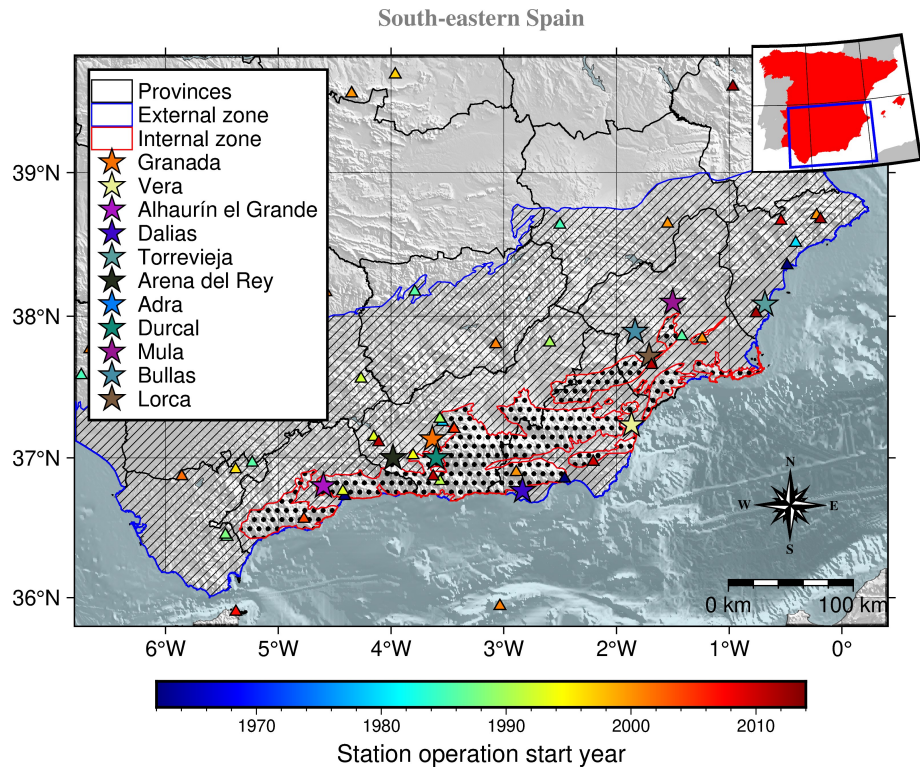 South-eastern Spain
Provinces
External zone
Internal zone
Granada
Vera
Alhaurín el Grande
Dalias
Torrevieja
Arena del Rey
Adra
Durcal
Mula
Bullas
Lorca
39°N
38°N
37°N
36°N
N
W
E
S
0 km
100 km
6°W
5°W
4°W
3°W
2°W
1°W
0°
1970
1980
1990
2000
2010
Station operation start year